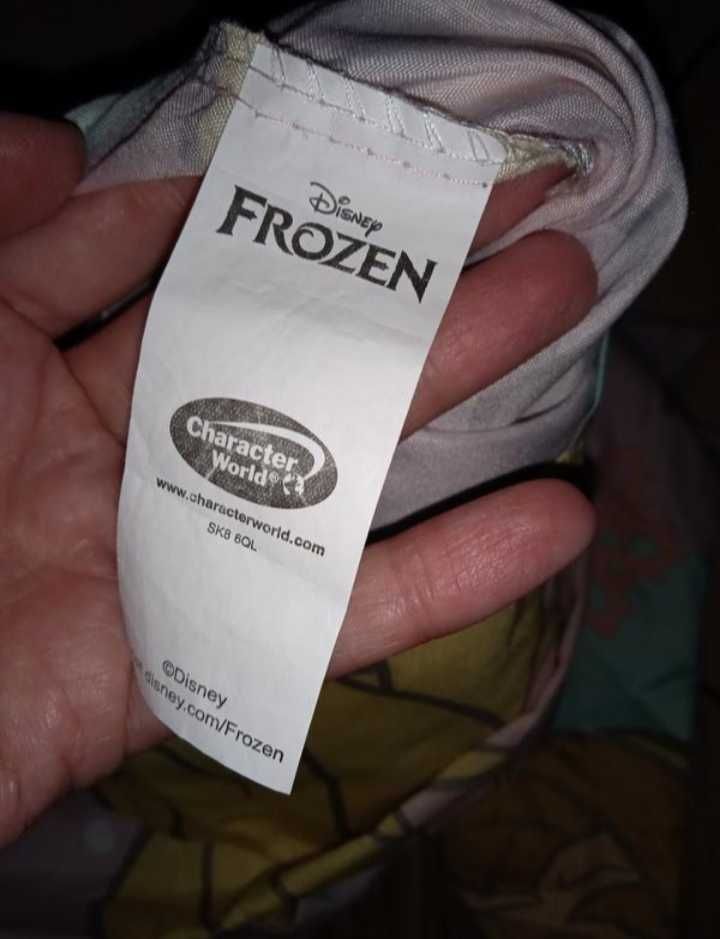 Disney
FROZEN
Character
World®
www.characterworld.com
SK8 6QL
©Disney
disney.com/Frozen